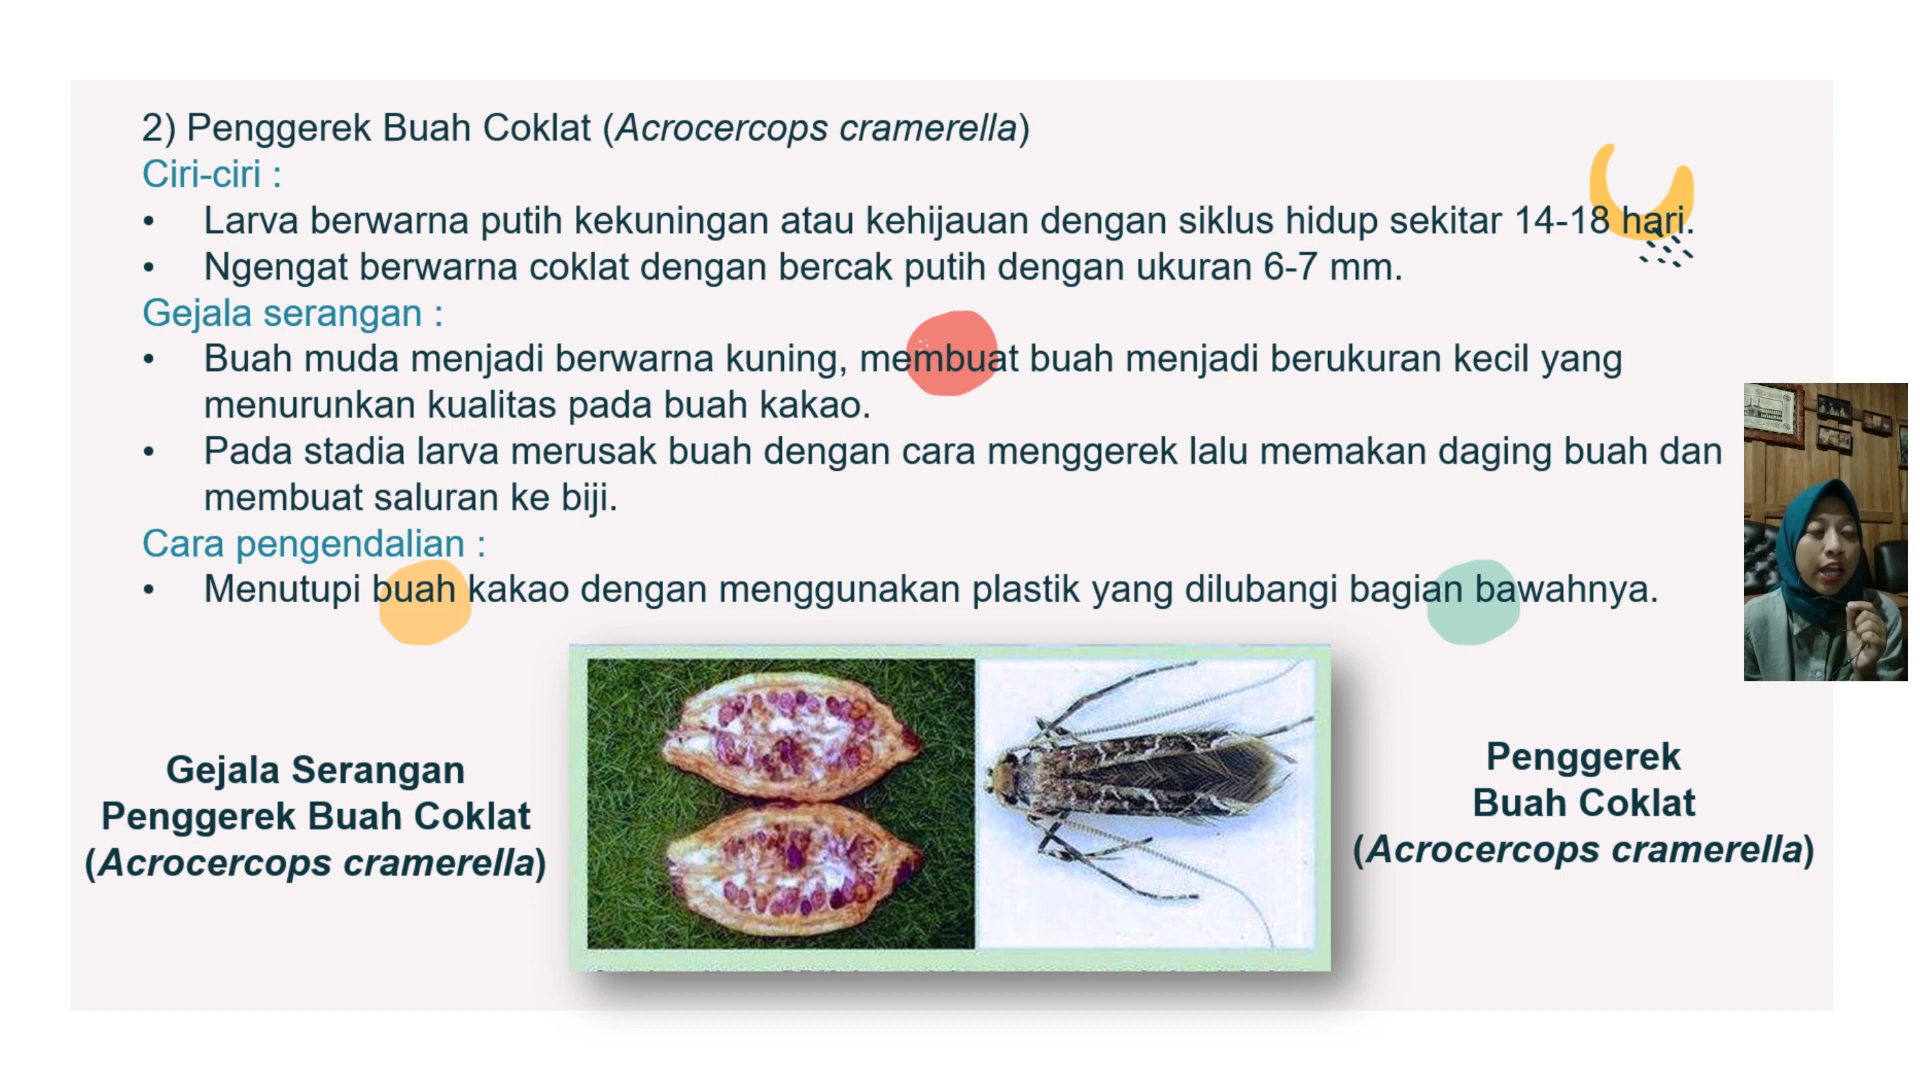 2) Penggerek Buah Coklat (Acrocercops cramerella)
Ciri-ciri :
• Larva berwarna putih kekuningan atau kehijauan dengan siklus hidup sekitar 14-18 hari.
• Ngengat berwarna coklat dengan bercak putih dengan ukuran 6-7 mm.
Gejala serangan :
• Buah muda menjadi berwarna kuning, membuat buah menjadi berukuran kecil yang
menurunkan kualitas pada buah kakao.
• Pada stadia larva merusak buah dengan cara menggerek lalu memakan daging buah dan
membuat saluran ke biji.
Cara pengendalian :
• Menutupi buah kakao dengan menggunakan plastik yang dilubangi bagian bawahnya.
Gejala Serangan
Penggerek Buah Coklat
(Acrocercops cramerella)
Penggerek
Buah Coklat
(Acrocercops cramerella)